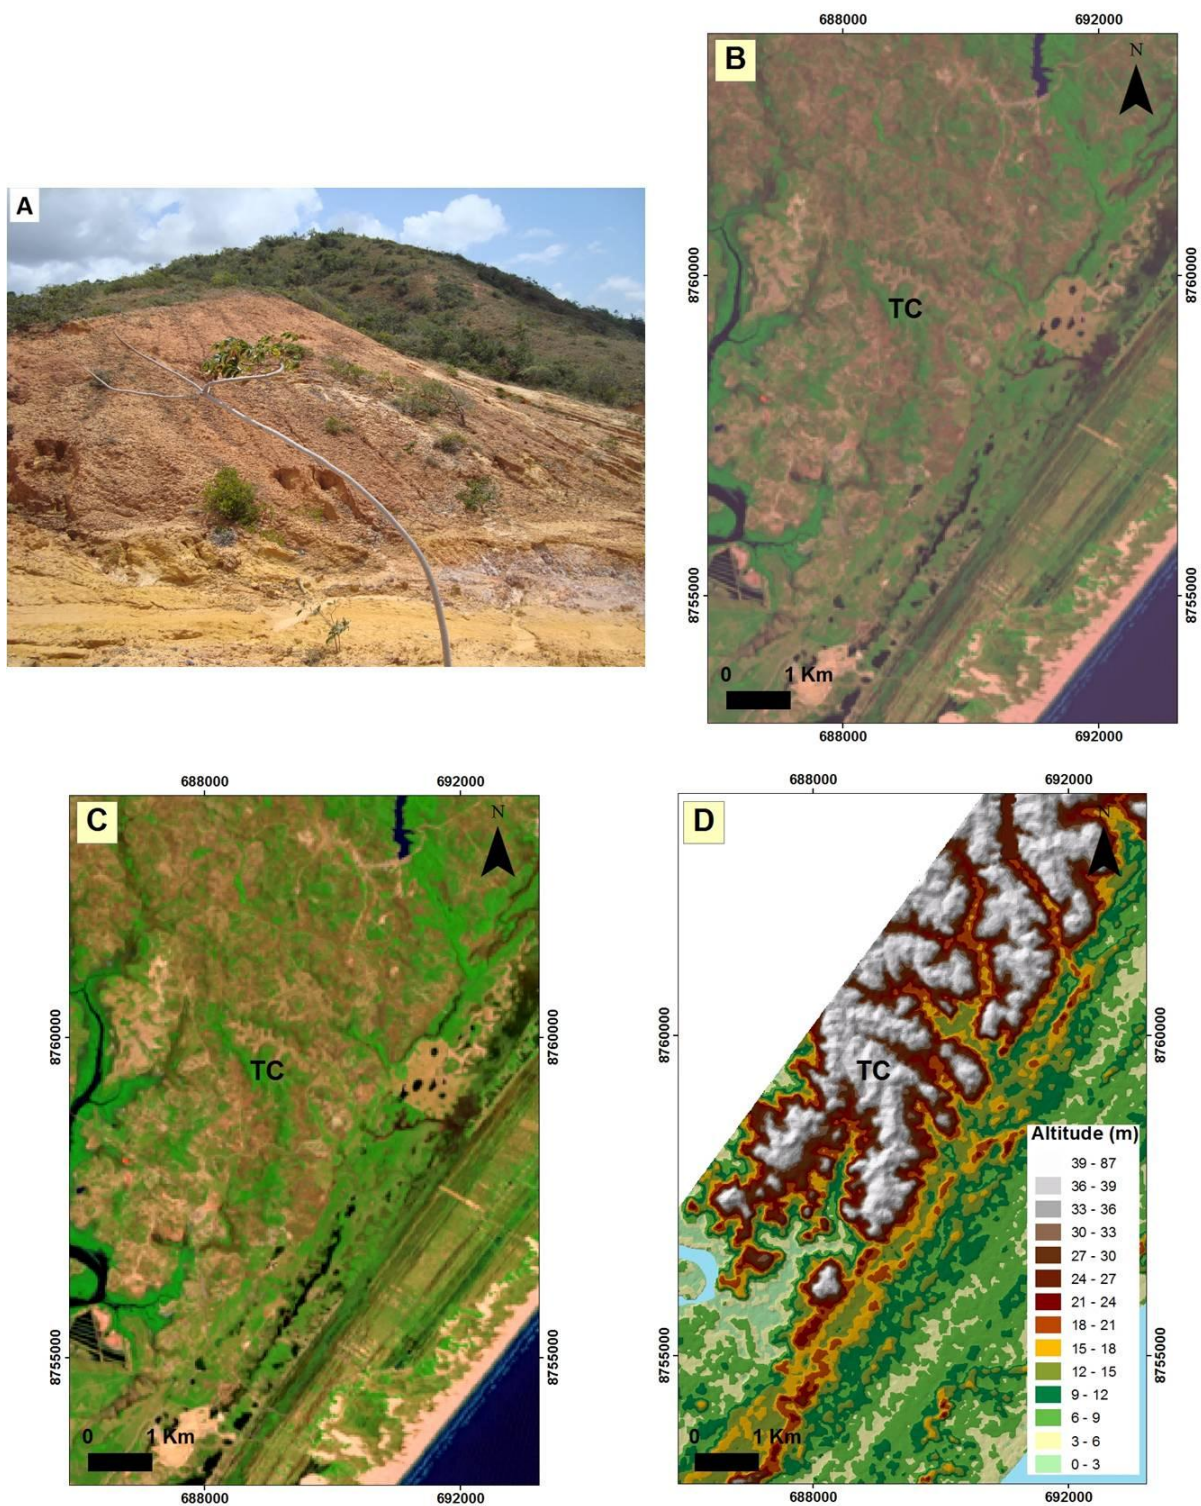 A
688000
692000
B
N
8760000
8760000
TC
8755000
8755000
0
1 Km
688000
692000
688000
692000
C
N
8760000
8760000
TC
8755000
8755000
0
1 Km
688000
692000
688000
692000
D
N
8760000
8760000
TC
Altitude (m)
39 - 87
36 - 39
33 - 36
30 - 33
27 - 30
24 - 27
21 - 24
18 - 21
15 - 18
12 - 15
9 - 12
6 - 9
3 - 6
0 - 3
8755000
8755000
0
1 Km
688000
692000